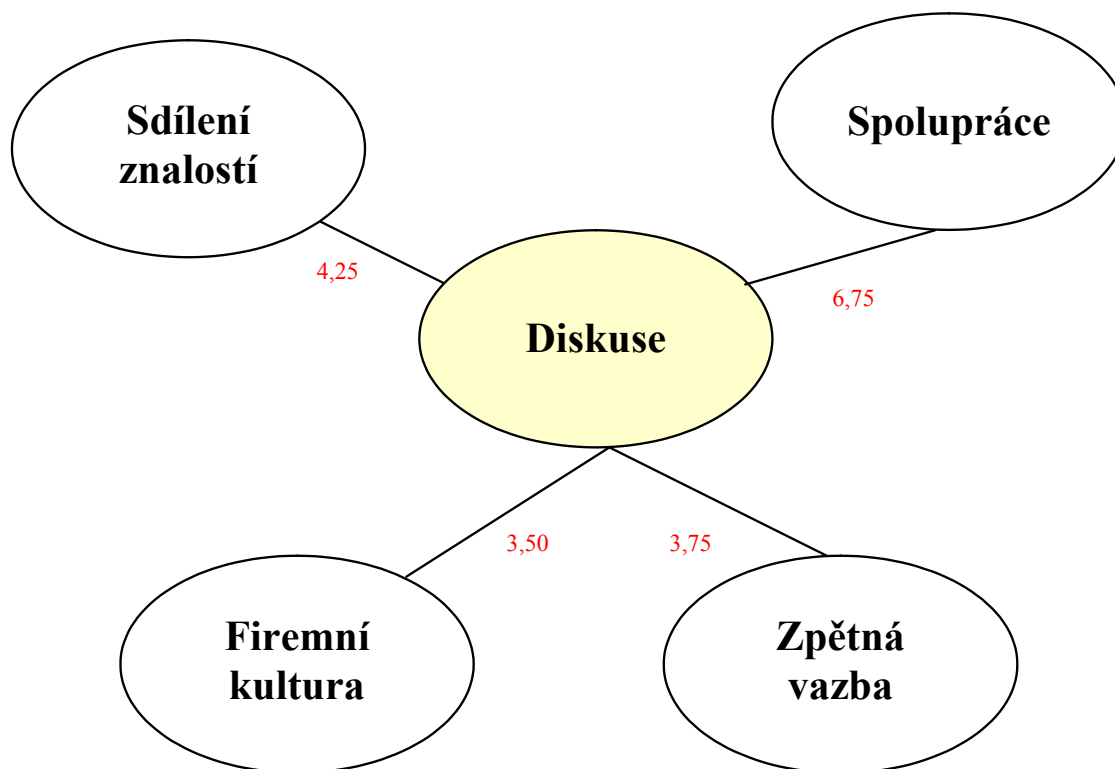 Sdílení
znalostí
Spolupráce
4,25
6,75
Diskuse
3,50
3,75
Firemní
kultura
Zpětná
vazba